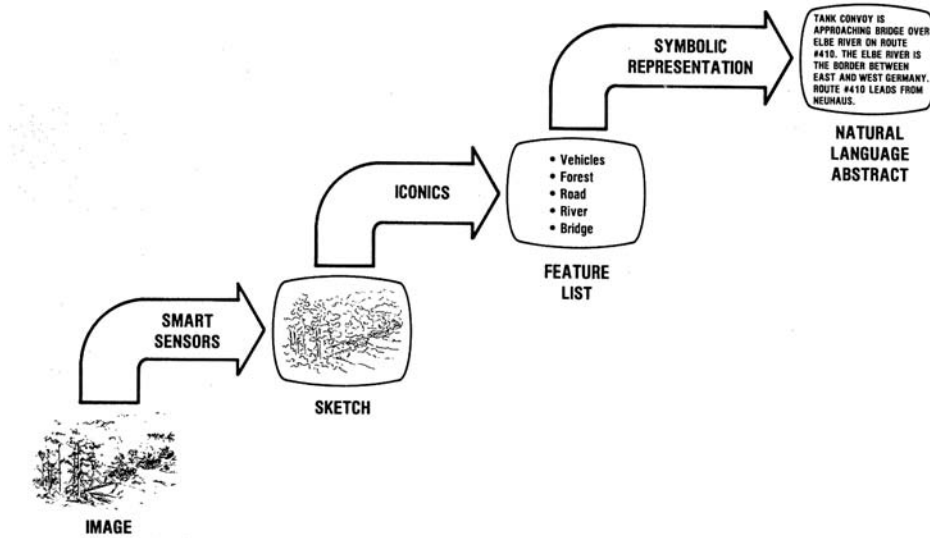 TANK CONVOY IS
APPROACHING BRIDGE OVER
ELBE RIVER ON ROUTE
#410. THE ELBE RIVER IS
THE BORDER BETWEEN
EAST AND WEST GERMANY.
ROUTE #410 LEADS FROM
NEUHAUS.
SYMBOLIC
REPRESENTATION
NATURAL
LANGUAGE
ABSTRACT
ICONICS
• Vehicles
• Forest
• Road
• River
• Bridge
FEATURE
LIST
SMART
SENSORS
SKETCH
IMAGE